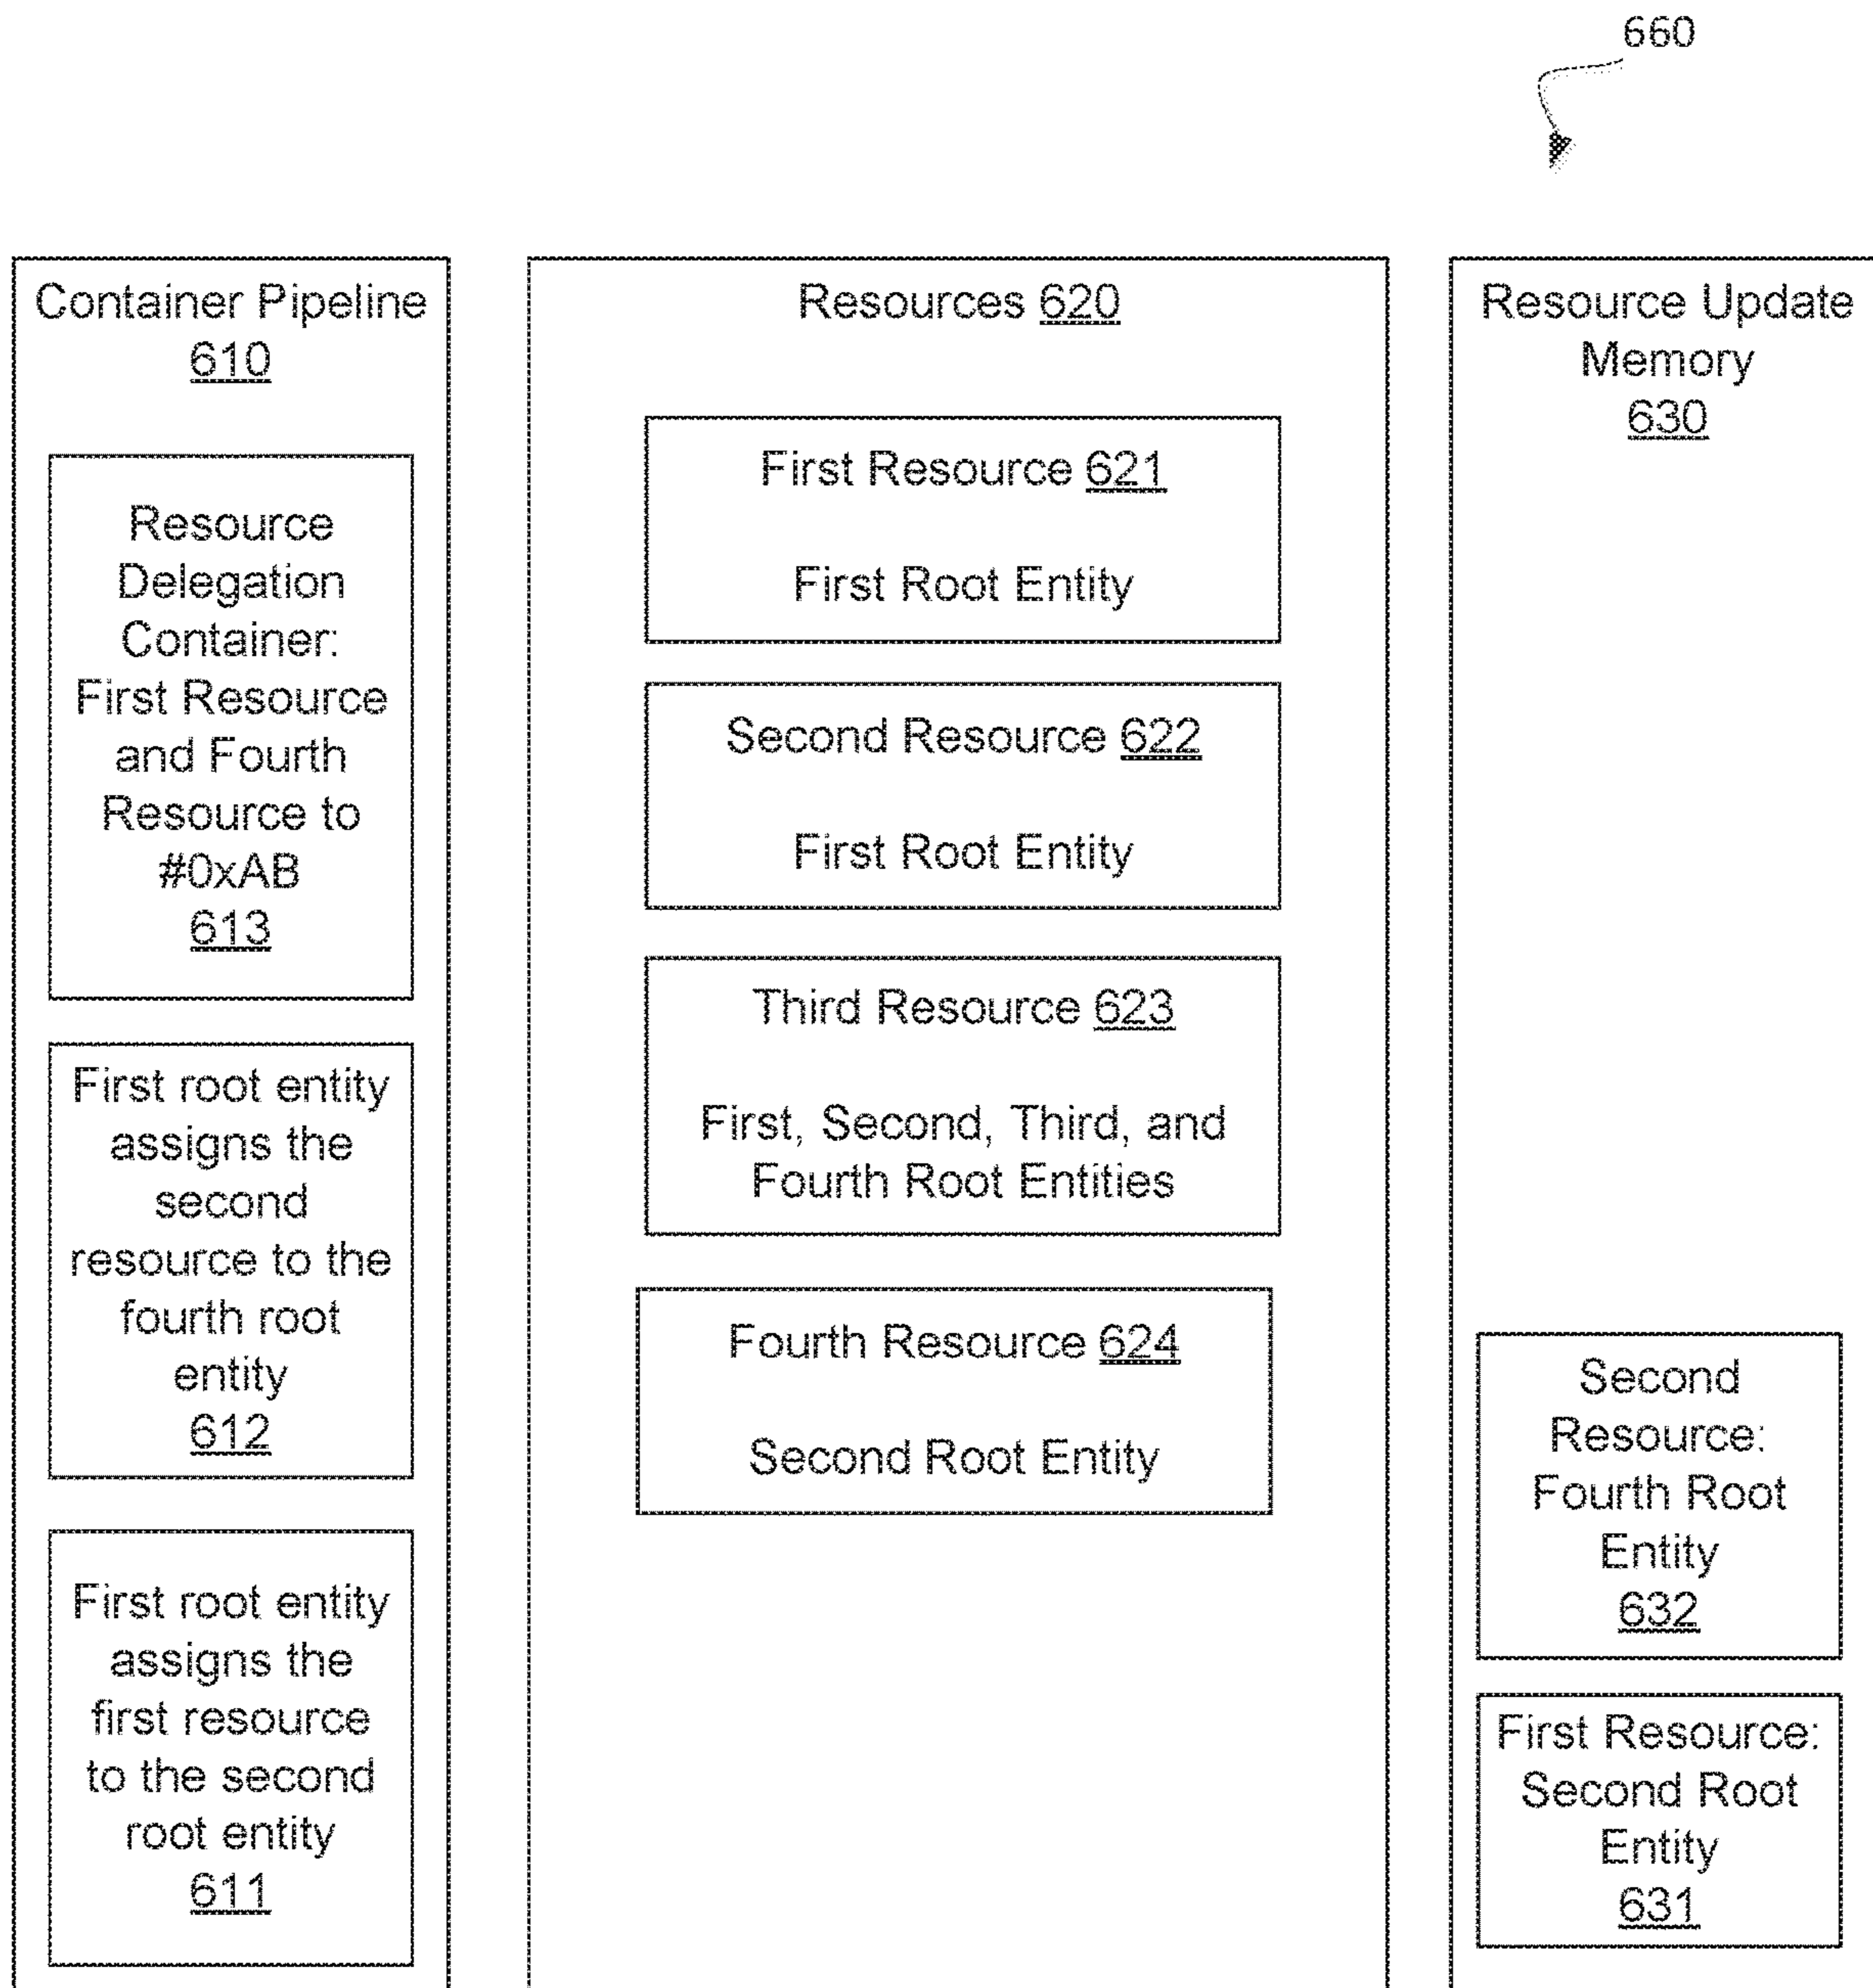 660
Container Pipeline
610
Resource
Delegation
Container:
First Resource
and Fourth
Resource to
#0xAB
613
First root entity
assigns the
second
resource to the
fourth root
entity
612
First root entity
assigns the
first resource
to the second
root entity
611
Resources 620
First Resource 621
First Root Entity
Second Resource 622
First Root Entity
Third Resource 623
First, Second, Third, and
Fourth Root Entities
Fourth Resource 624
Second Root Entity
Resource Update
Memory
630
Second
Resource:
Fourth Root
Entity
632
First Resource:
Second Root
Entity
631